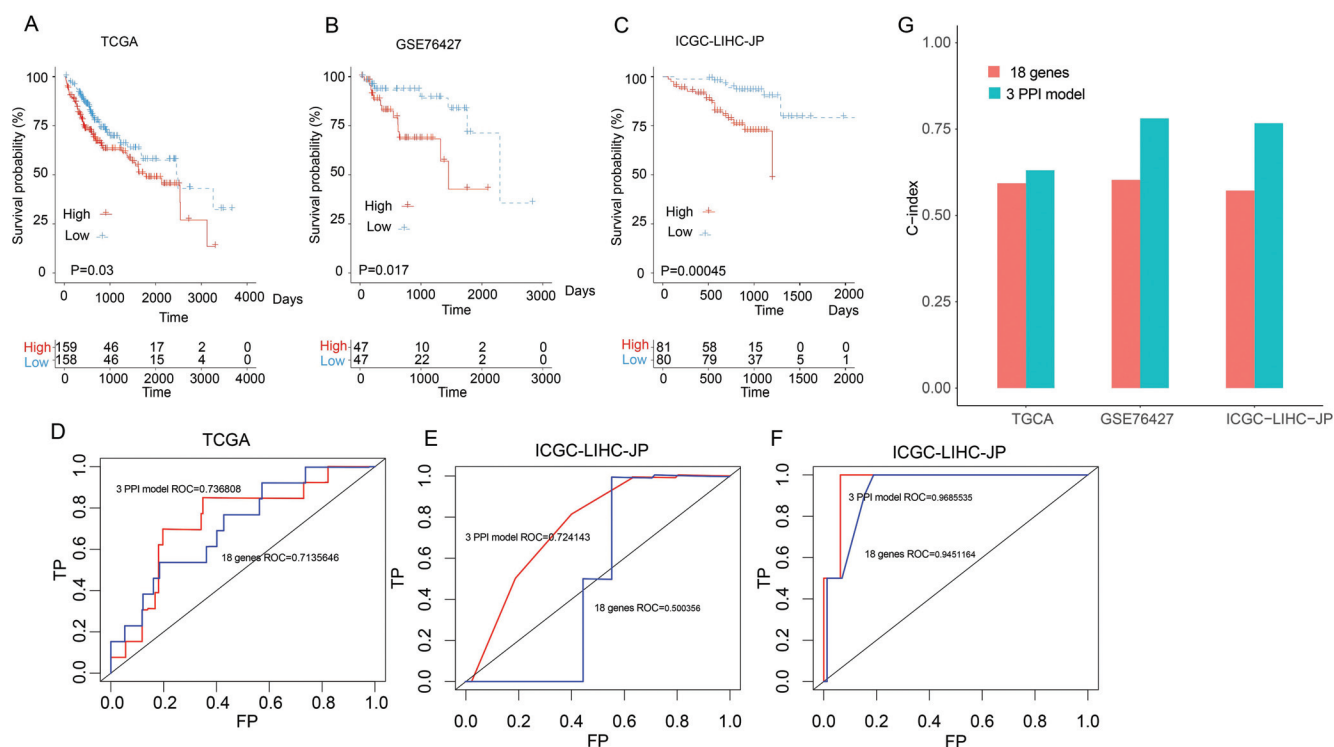 A
TCGA
100
75
50
25
0
Survival probability (%)
High
Low
P=0.03
0 1000 2000 3000 4000 Days
Time
High 159 46 17 2 0
Low 158 46 15 4 0
0 1000 2000 3000 4000
Time
B
GSE76427
100
75
50
25
0
Survival probability (%)
High
Low
P=0.017
0 1000 2000 3000 Days
Time
High 47 10 2 0
Low 47 22 2 0
0 1000 2000 3000
Time
C
ICGC-LIHC-JP
100
75
50
25
0
Survival probability (%)
High
Low
P=0.00045
0 500 1000 1500 2000
Time Days
High 81 58 15 0 0
Low 80 79 37 5 1
0 500 1000 1500 2000
Time
G
1.00
0.75
0.50
0.25
0.00
C-index
18 genes
3 PPI model
TGCA GSE76427 ICGC-LIHC-JP
D
TCGA
1.0
0.8
0.6
0.4
0.2
0.0
TP
3 PPI model ROC=0.736808
18 genes ROC=0.7135646
0.0 0.2 0.4 0.6 0.8 1.0
FP
E
ICGC-LIHC-JP
1.0
0.8
0.6
0.4
0.2
0.0
TP
3 PPI model ROC=0.724143
18 genes ROC=0.500356
0.0 0.2 0.4 0.6 0.8 1.0
FP
F
ICGC-LIHC-JP
1.0
0.8
0.6
0.4
0.2
0.0
TP
3 PPI model ROC=0.9685535
18 genes ROC=0.9451164
0.0 0.2 0.4 0.6 0.8 1.0
FP